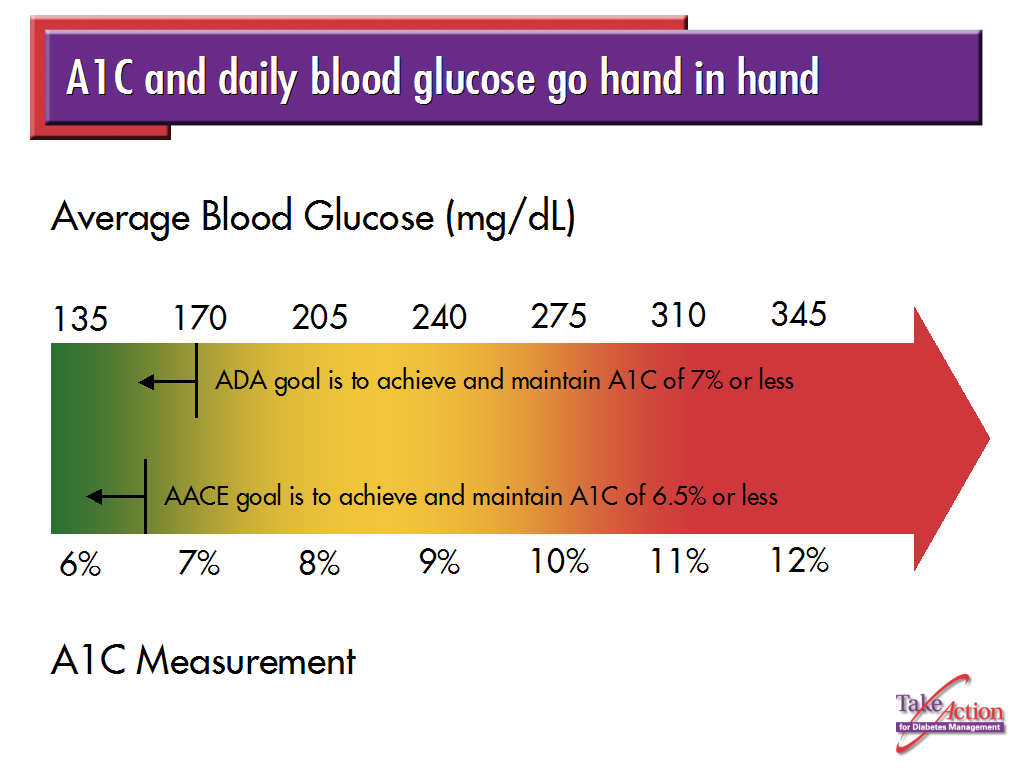 A1C and daily blood glucose go hand in hand
Average Blood Glucose (mg/dL)
135 170 205 240 275 310 345
ADA goal is to achieve and maintain A1C of 7% or less
AACE goal is to achieve and maintain A1C of 6.5% or less
6% 7% 8% 9% 10% 11% 12%
A1C Measurement
Take Action
for Diabetes Management